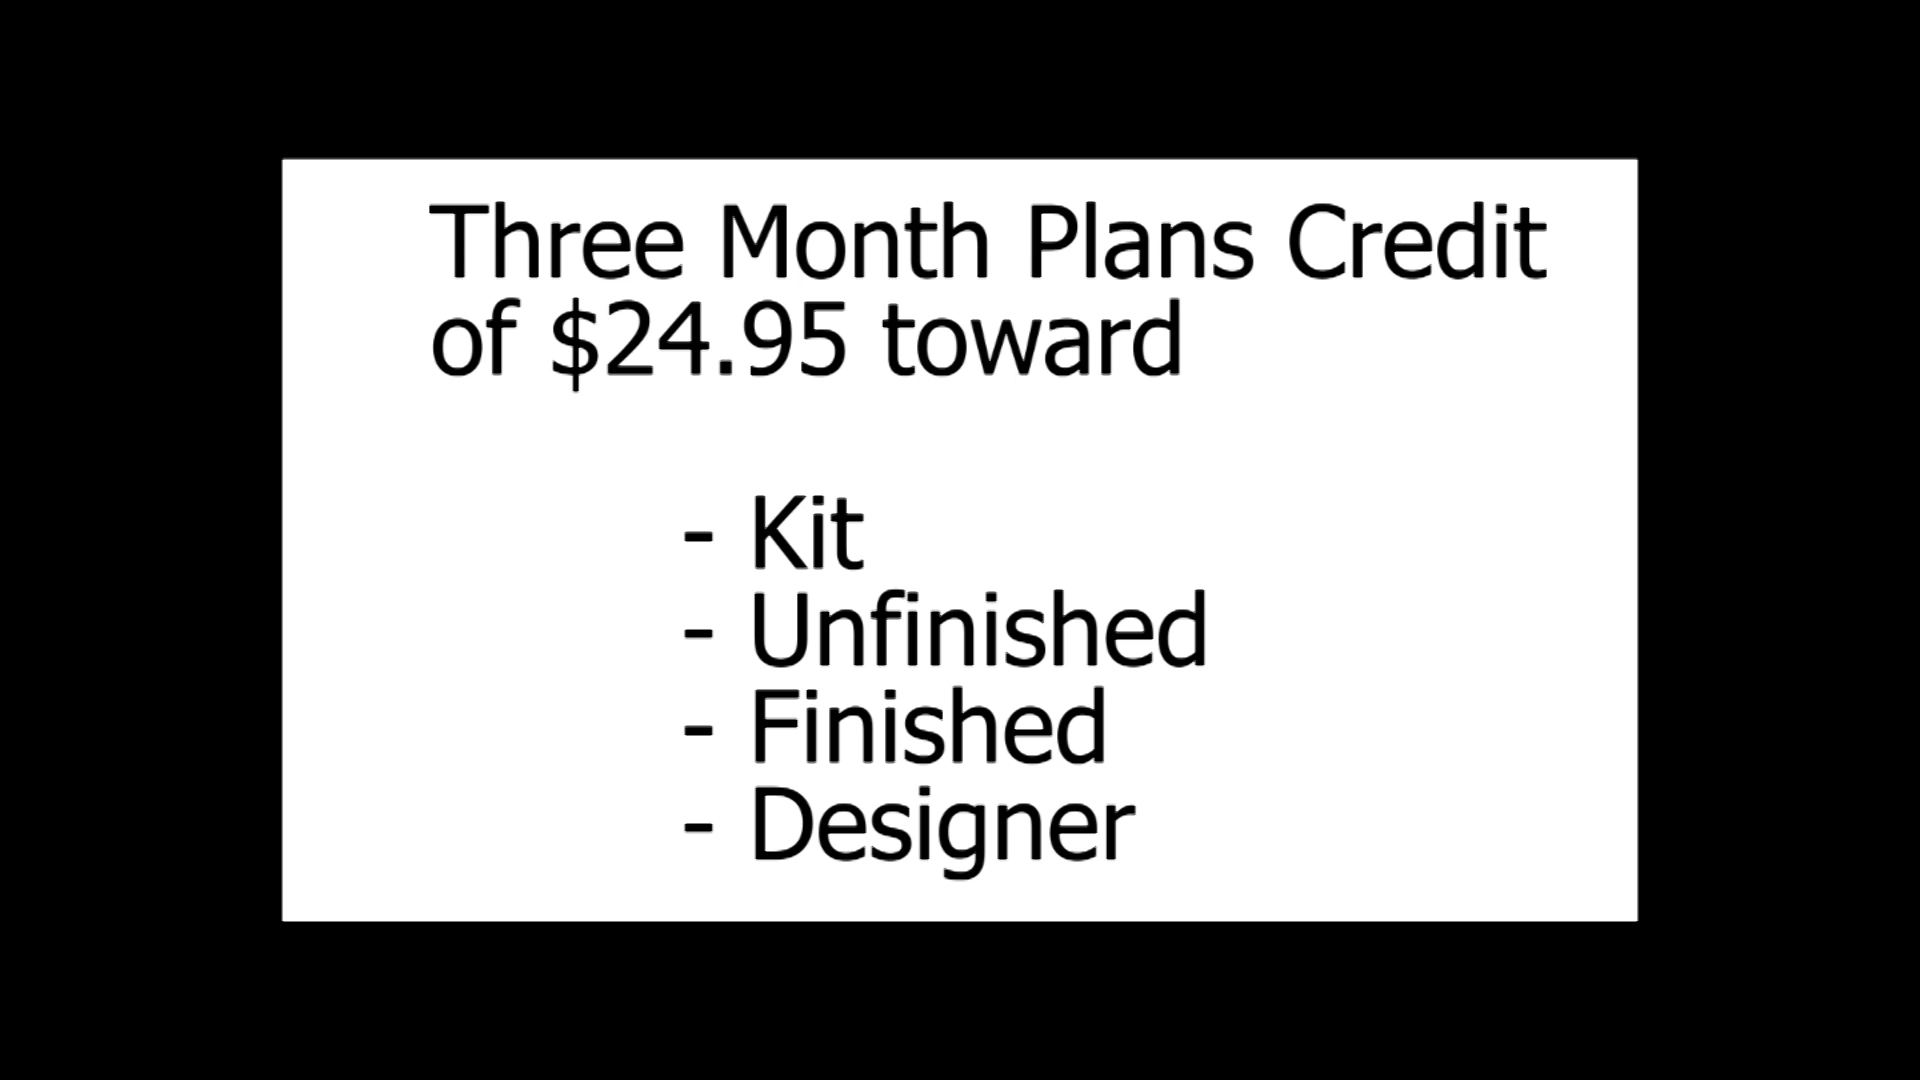 Three Month Plans Credit
of $24.95 toward
- Kit
- Unfinished
- Finished
- Designer